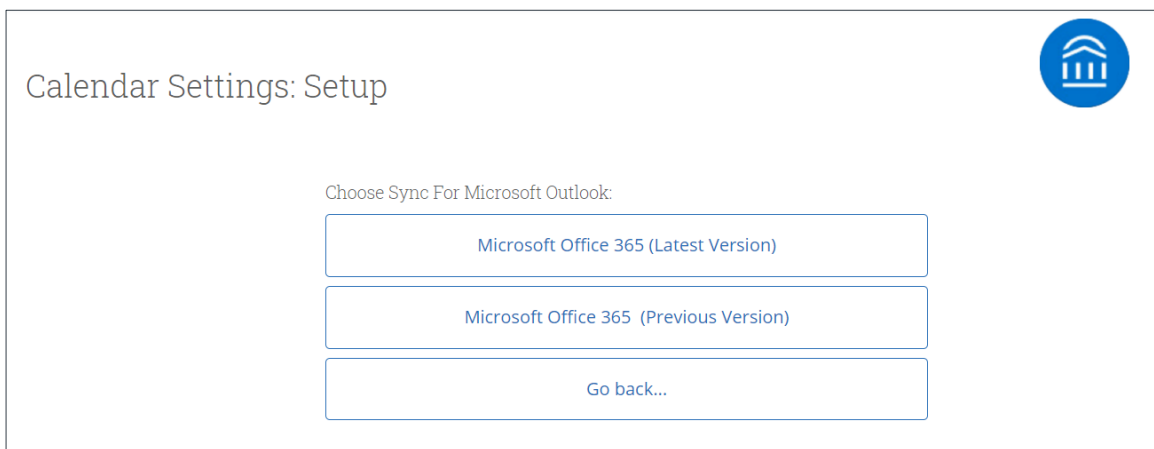 Calendar Settings: Setup
Choose Sync For Microsoft Outlook:
Microsoft Office 365 (Latest Version)
Microsoft Office 365  (Previous Version)
Go back...